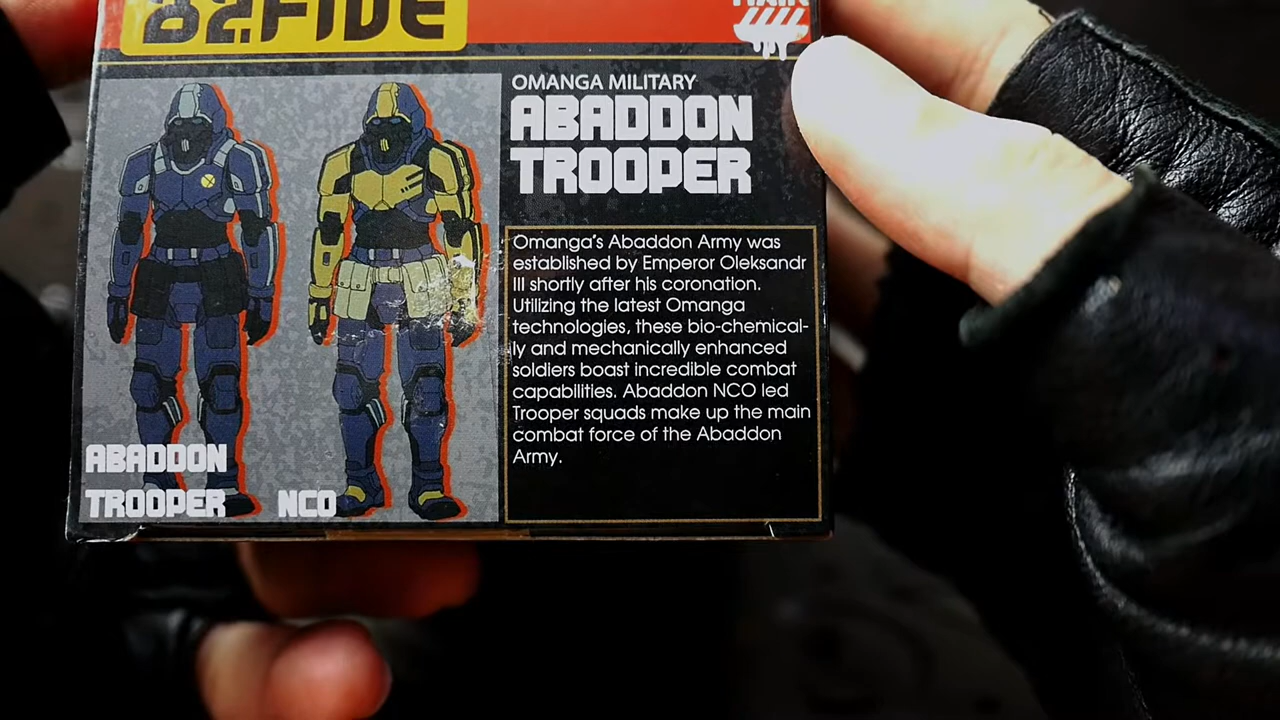 OMANGA MILITARY
ABADDON
TROOPER
Omanga's Abaddon Army was
established by Emperor Oleksandr
III shortly after his coronation.
Utilizing the latest Omanga
technologies, these bio-chemical-
ly and mechanically enhanced
soldiers boast incredible combat
capabilities. Abaddon NCO led
Trooper squads make up the main
combat force of the Abaddon
Army.
ABADDON
TROOPER NCO